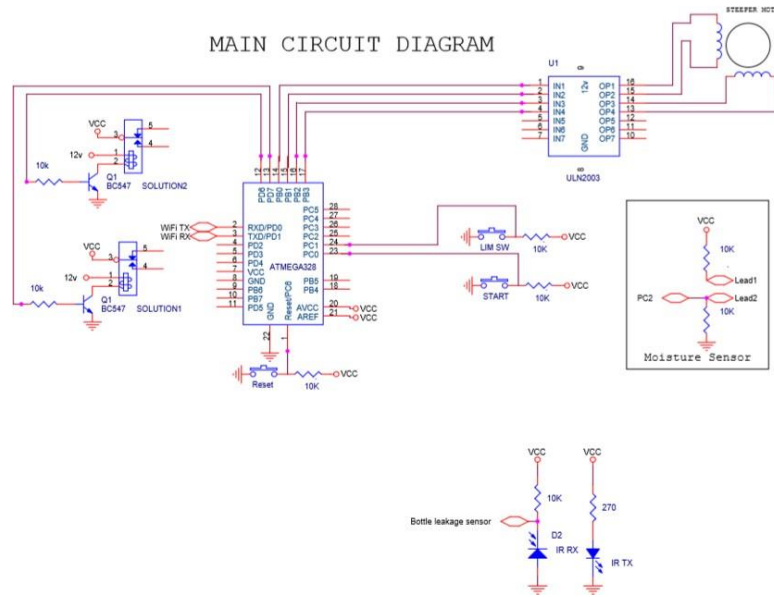 STEEPER MOT
MAIN CIRCUIT DIAGRAM
U1
9
1 IN1 12v OP1 16
2 IN2 OP2 15
3 IN3 OP3 14
4 IN4 OP4 13
5 IN5 OP5 12
6 IN6 OP6 11
7 IN7 GND OP7 10
8
ULN2003
VCC
3
5
4
12v
1
2
10k
Q1
BC547
SOLUTION2
VCC
3
5
4
12v
1
2
10k
Q1
BC547
SOLUTION1
12 13 14 15 16 17
PD6 PD7 PB0 PB1 PB2 PB3
WiFi TX
WiFi RX
2 RXD/PD0
3 TXD/PD1
4 PD2
5 PD3
6 PD4
7 VCC
8 GND
9 PB6
10 PB7
11 PD5
ATMEGA328
PC5 28
PC4 27
PC3 26
PC2 25
PC1 24
PC0 23
PB5 19
PB4 18
AVCC 20 VCC
AREF 21 VCC
GND
Reset/PC6
22
1
Reset
10K
VCC
LIM SW
10K
VCC
START
10K
VCC
VCC
10K
Lead1
PC2
Lead2
10K
Moisture Sensor
VCC
VCC
10K
270
Bottle leakage sensor
D2
IR RX
IR TX